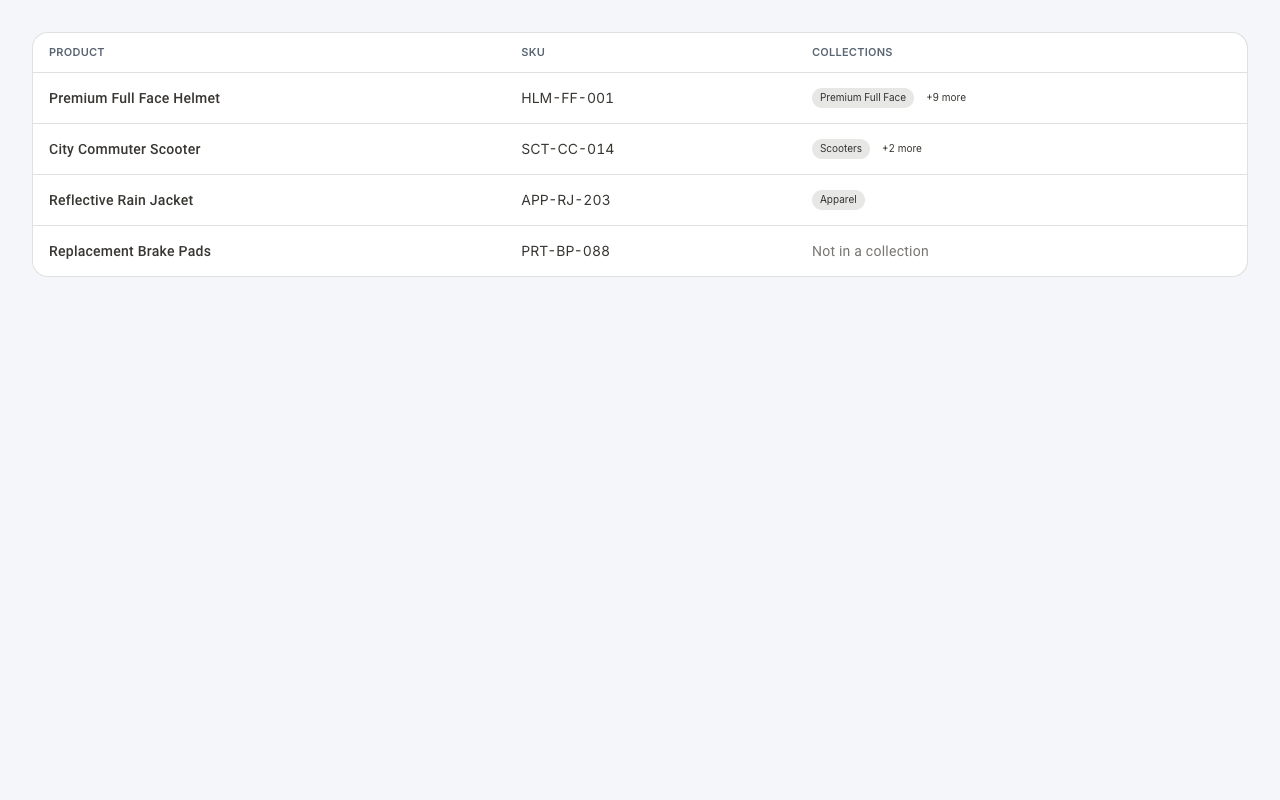 PRODUCT SKU COLLECTIONS
Premium Full Face Helmet HLM-FF-001 Premium Full Face +9 more
City Commuter Scooter SCT-CC-014 Scooters +2 more
Reflective Rain Jacket APP-RJ-203 Apparel
Replacement Brake Pads PRT-BP-088 Not in a collection